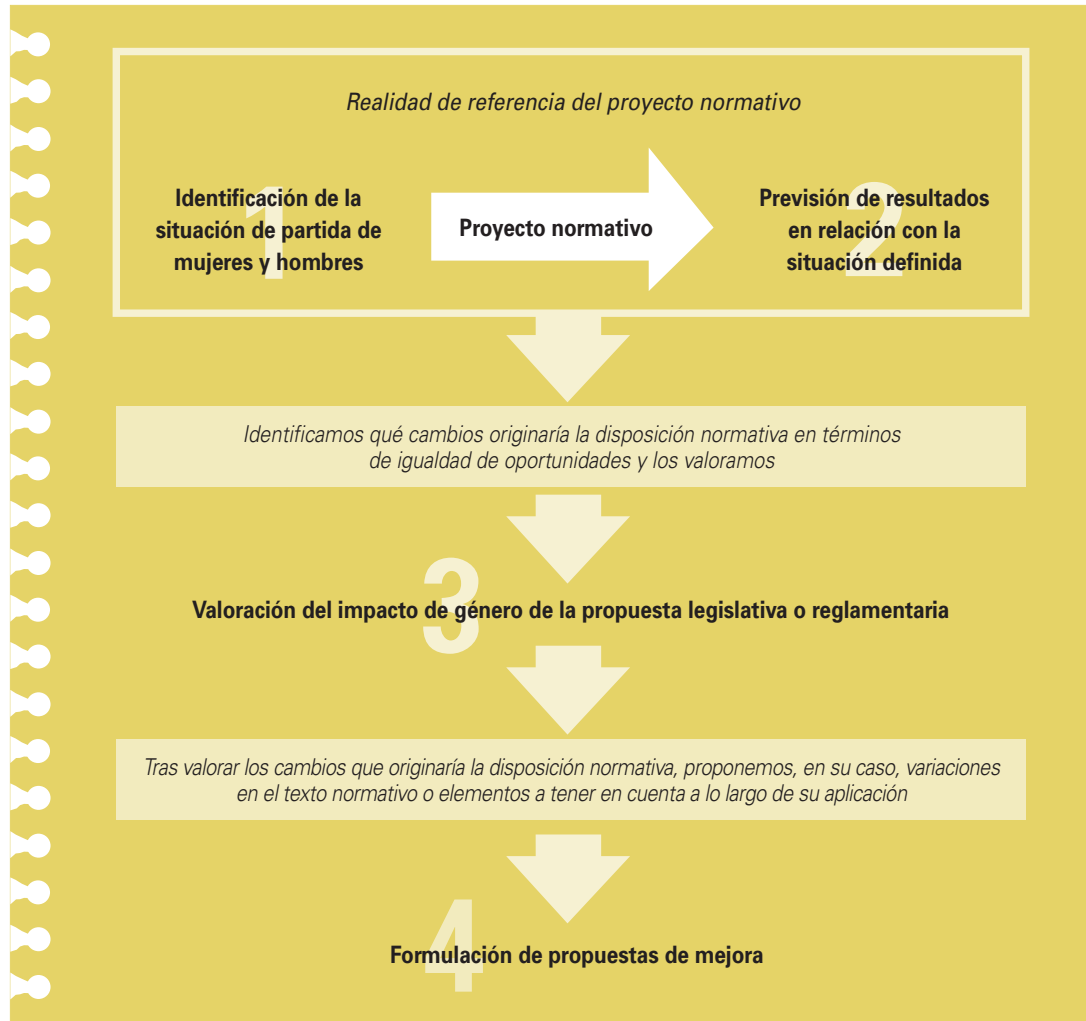 Realidad de referencia del proyecto normativo
1
Identificación de la
situación de partida de
mujeres y hombres
Proyecto normativo
2
Previsión de resultados
en relación con la
situación definida
Identificamos qué cambios originaría la disposición normativa en términos
de igualdad de oportunidades y los valoramos
3
Valoración del impacto de género de la propuesta legislativa o reglamentaria
Tras valorar los cambios que originaría la disposición normativa, proponemos, en su caso, variaciones
en el texto normativo o elementos a tener en cuenta a lo largo de su aplicación
4
Formulación de propuestas de mejora